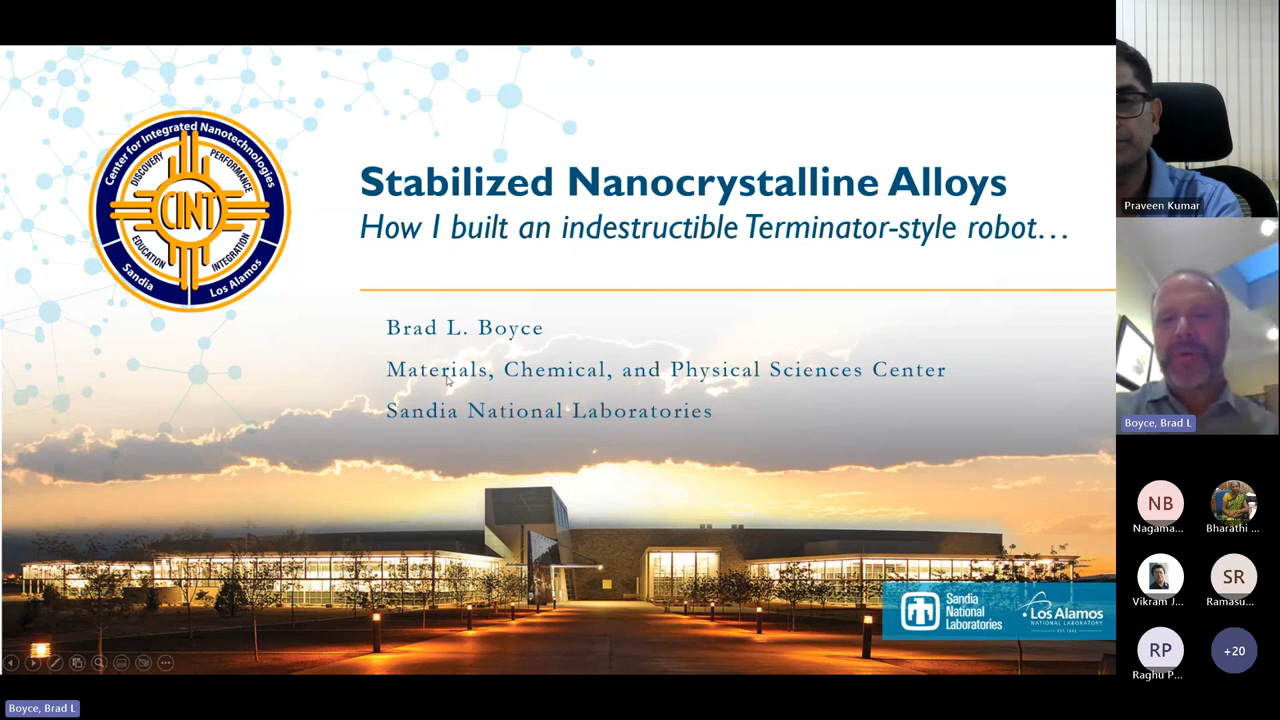 Center for Integrated Nanotechnologies
DISCOVERY
PERFORMANCE
CINT
EDUCATION
INTEGRATION
Sandia
Los Alamos
Stabilized Nanocrystalline Alloys
How I built an indestructible Terminator-style robot...
Brad L. Boyce
Materials, Chemical, and Physical Sciences Center
Sandia National Laboratories
Sandia
National
Laboratories
Los Alamos
NATIONAL LABORATORY
EST. 1943
Praveen Kumar
Boyce, Brad L
NB
Nagama...
Bharathi ...
Vikram J...
SR
Ramasu...
RP
Raghu P...
+20
Boyce, Brad L